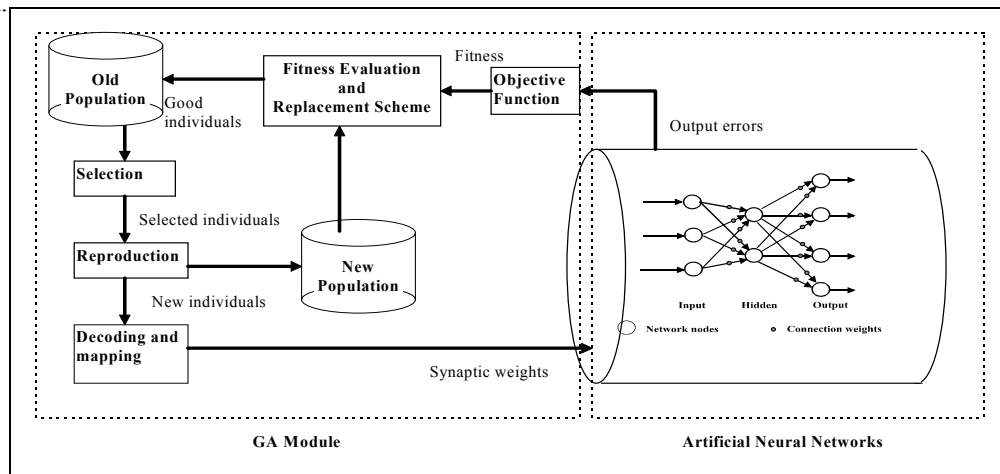 Old
Population
Good
individuals
Fitness Evaluation
and
Replacement Scheme
Fitness
Objective
Function
Output errors
Selection
Selected individuals
Reproduction
New individuals
New
Population
Decoding and
mapping
Synaptic weights
Input Hidden Output
Network nodes Connection weights
GA Module
Artificial Neural Networks